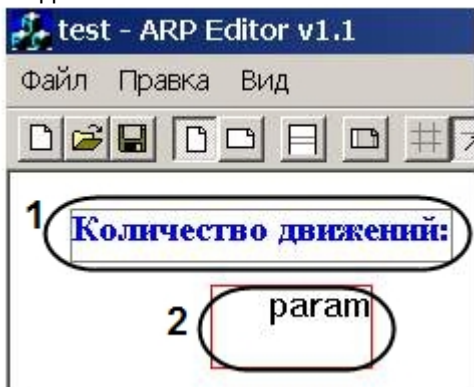 test - ARP Editor v1.1
Файл Правка Вид
1 Количество движений:
2 param